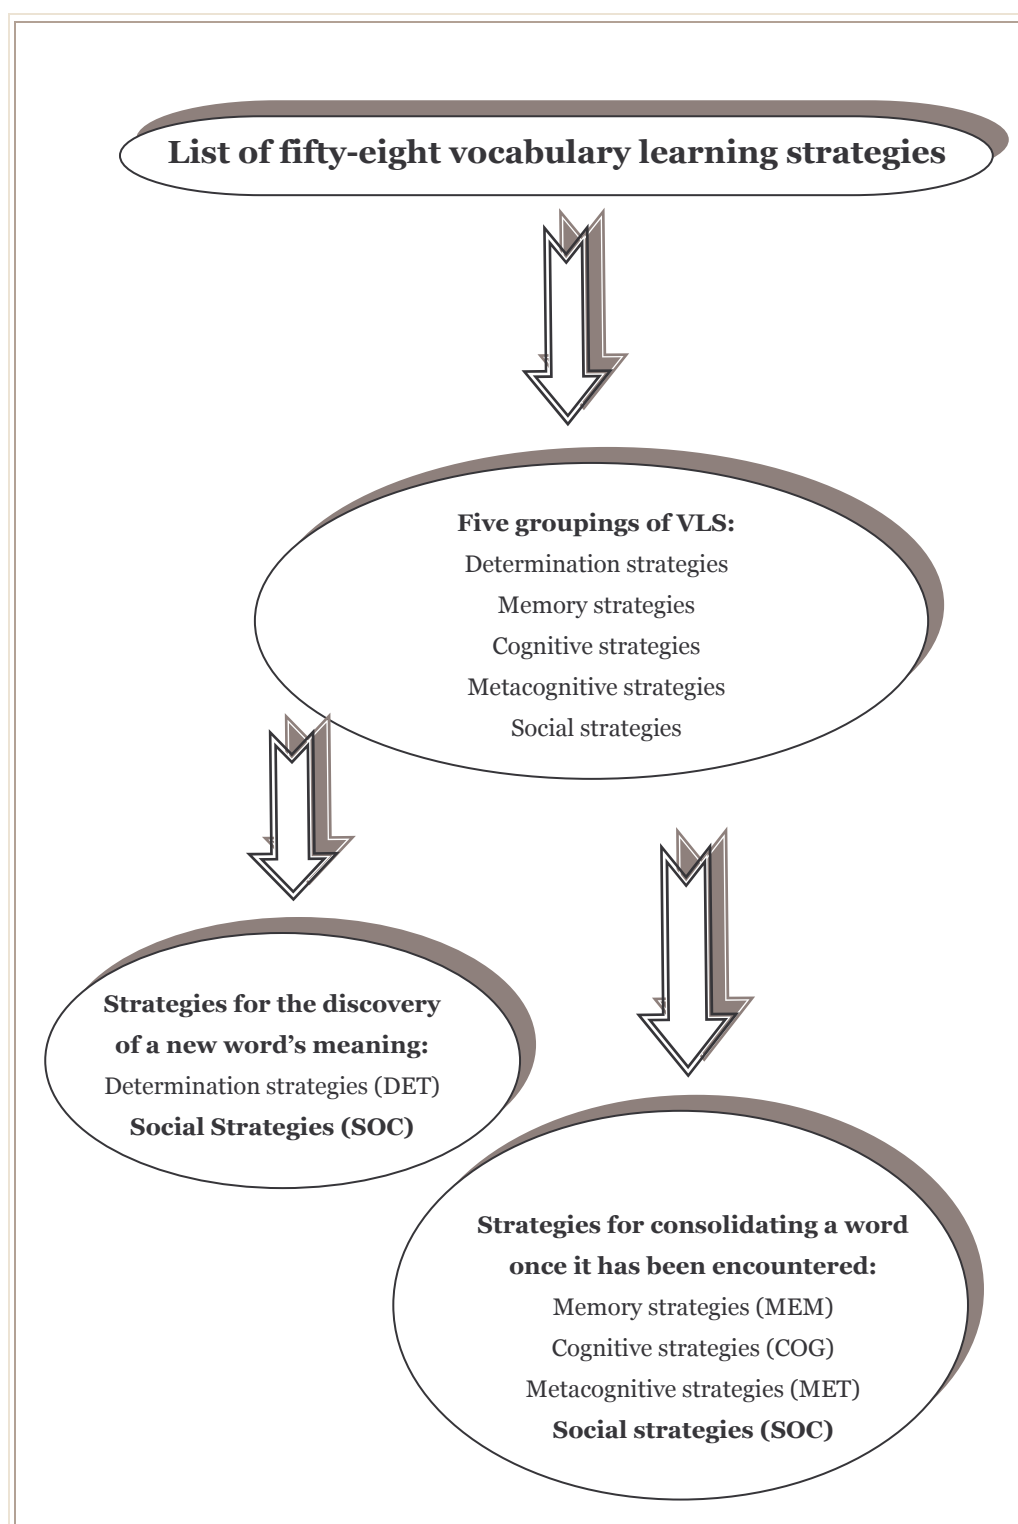 List of fifty-eight vocabulary learning strategies
Five groupings of VLS:
Determination strategies
Memory strategies
Cognitive strategies
Metacognitive strategies
Social strategies
Strategies for the discovery
of a new word’s meaning:
Determination strategies (DET)
Social Strategies (SOC)
Strategies for consolidating a word
once it has been encountered:
Memory strategies (MEM)
Cognitive strategies (COG)
Metacognitive strategies (MET)
Social strategies (SOC)